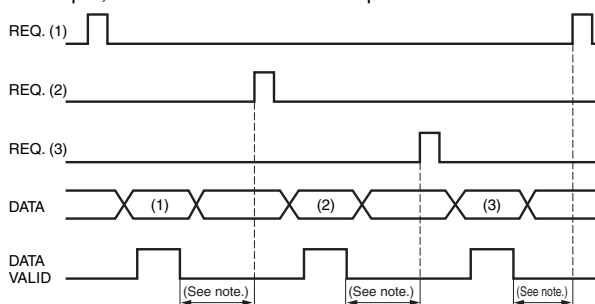 REQ. (1)
REQ. (2)
REQ. (3)
DATA
(1)
(2)
(3)
DATA
VALID
(See note.)
(See note.)
(See note.)